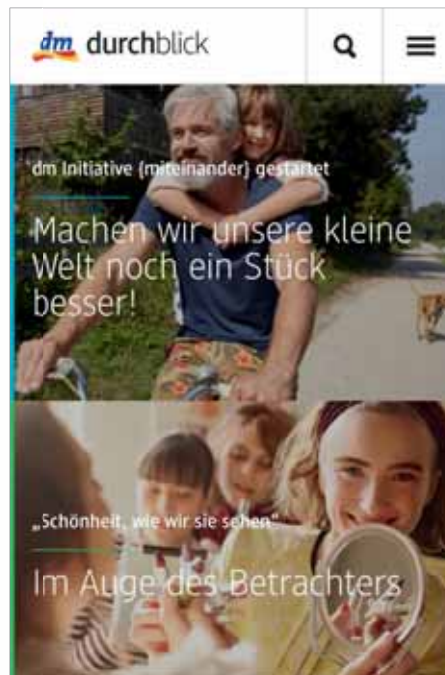 dm durchblick
dm Initiative {miteinander} gestartet
Machen wir unsere kleine
Welt noch ein Stück
besser!
„Schönheit, wie wir sie sehen“
Im Auge des Betrachters